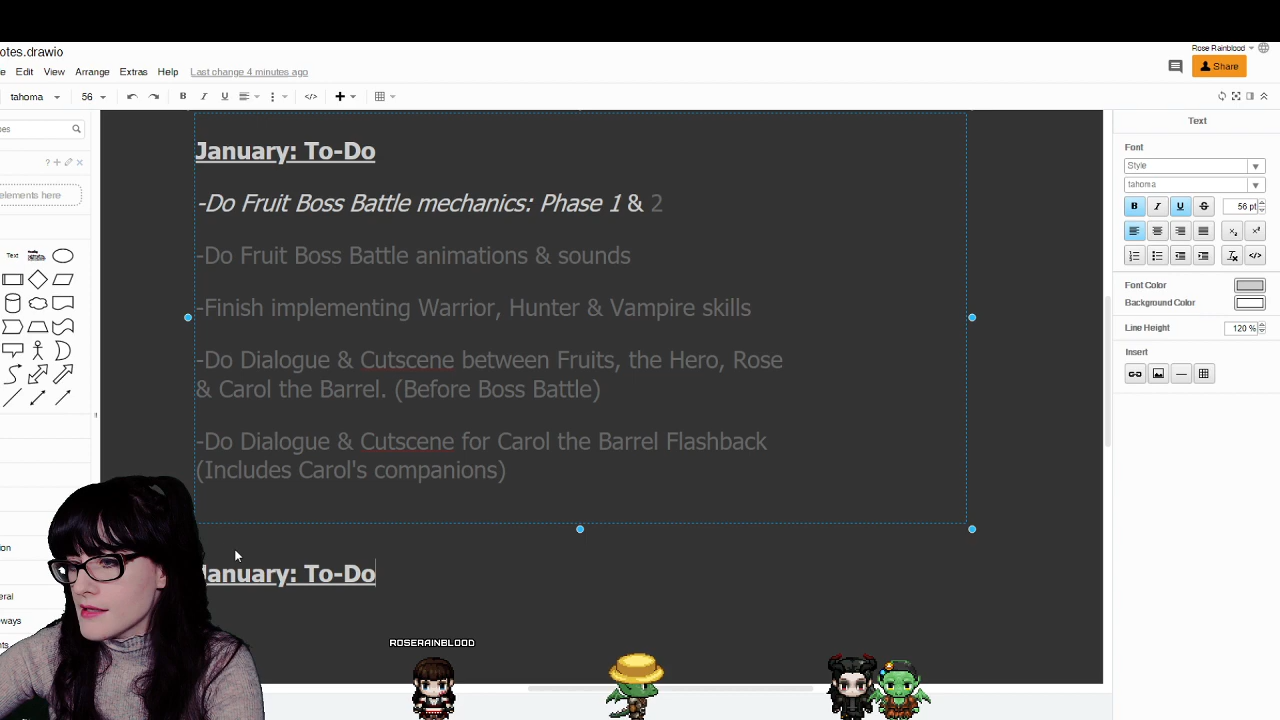 otes.drawio
Rose Rainblood
Edit View Arrange Extras Help Last change 4 minutes ago
Share
tahoma 56
Text
Font
Style
tahoma
56 pt
Font Color
Background Color
Line Height 120 %
Insert
elements here
Text
January: To-Do
-Do Fruit Boss Battle mechanics: Phase 1 & 2
-Do Fruit Boss Battle animations & sounds
-Finish implementing Warrior, Hunter & Vampire skills
-Do Dialogue & Cutscene between Fruits, the Hero, Rose
& Carol the Barrel. (Before Boss Battle)
-Do Dialogue & Cutscene for Carol the Barrel Flashback
(Includes Carol's companions)
January: To-Do
ROSERAINBLOOD